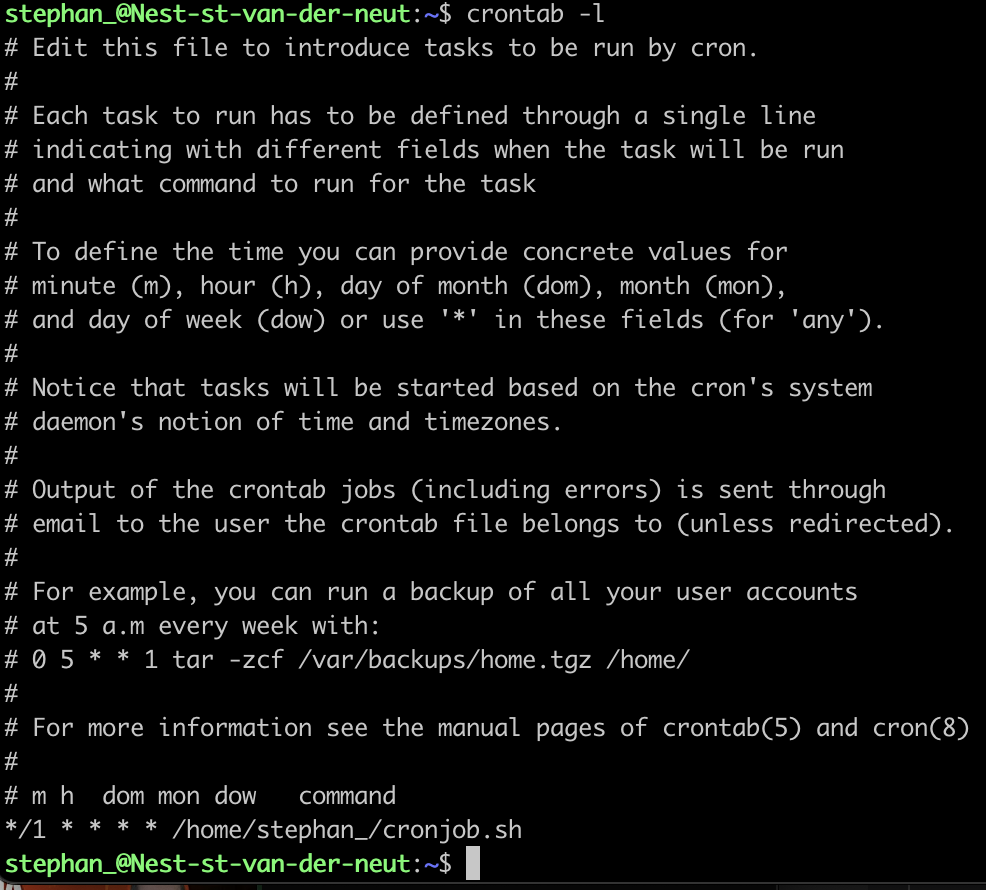 stephan_@Nest-st-van-der-neut:~$ crontab -l
# Edit this file to introduce tasks to be run by cron.
#
# Each task to run has to be defined through a single line
# indicating with different fields when the task will be run
# and what command to run for the task
#
# To define the time you can provide concrete values for
# minute (m), hour (h), day of month (dom), month (mon),
# and day of week (dow) or use '*' in these fields (for 'any').
#
# Notice that tasks will be started based on the cron's system
# daemon's notion of time and timezones.
#
# Output of the crontab jobs (including errors) is sent through
# email to the user the crontab file belongs to (unless redirected).
#
# For example, you can run a backup of all your user accounts
# at 5 a.m every week with:
# 0 5 * * 1 tar -zcf /var/backups/home.tgz /home/
#
# For more information see the manual pages of crontab(5) and cron(8)
#
# m h  dom mon dow   command
*/1 * * * * /home/stephan_/cronjob.sh
stephan_@Nest-st-van-der-neut:~$